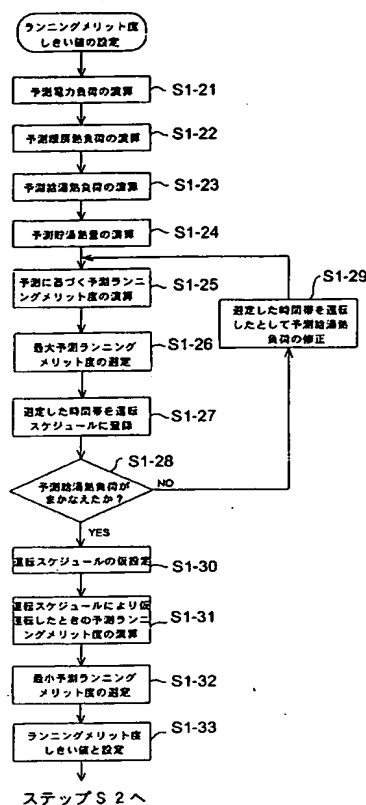 ランニングメリット度
しきい値の設定
予測電力負荷の演算
S1-21
予測暖房熱負荷の演算
S1-22
予測給湯熱負荷の演算
S1-23
予測貯湯熱量の演算
S1-24
予測に基づく予測ランニ
ングメリット度の演算
S1-25
最大予測ランニング
メリット度の選定
S1-26
選定した時間帯を運転
スケジュールに登録
S1-27
予測給湯熱負荷が
まかなえたか?
S1-28
NO
S1-29
選定した時間帯を運転
したとして予測給湯熱
負荷の修正
YES
運転スケジュールの仮設定
S1-30
運転スケジュールにより仮
運転したときの予測ランニ
ングメリット度の演算
S1-31
最小予測ランニング
メリット度の選定
S1-32
ランニングメリット度
しきい値と設定
S1-33
ステップS2へ